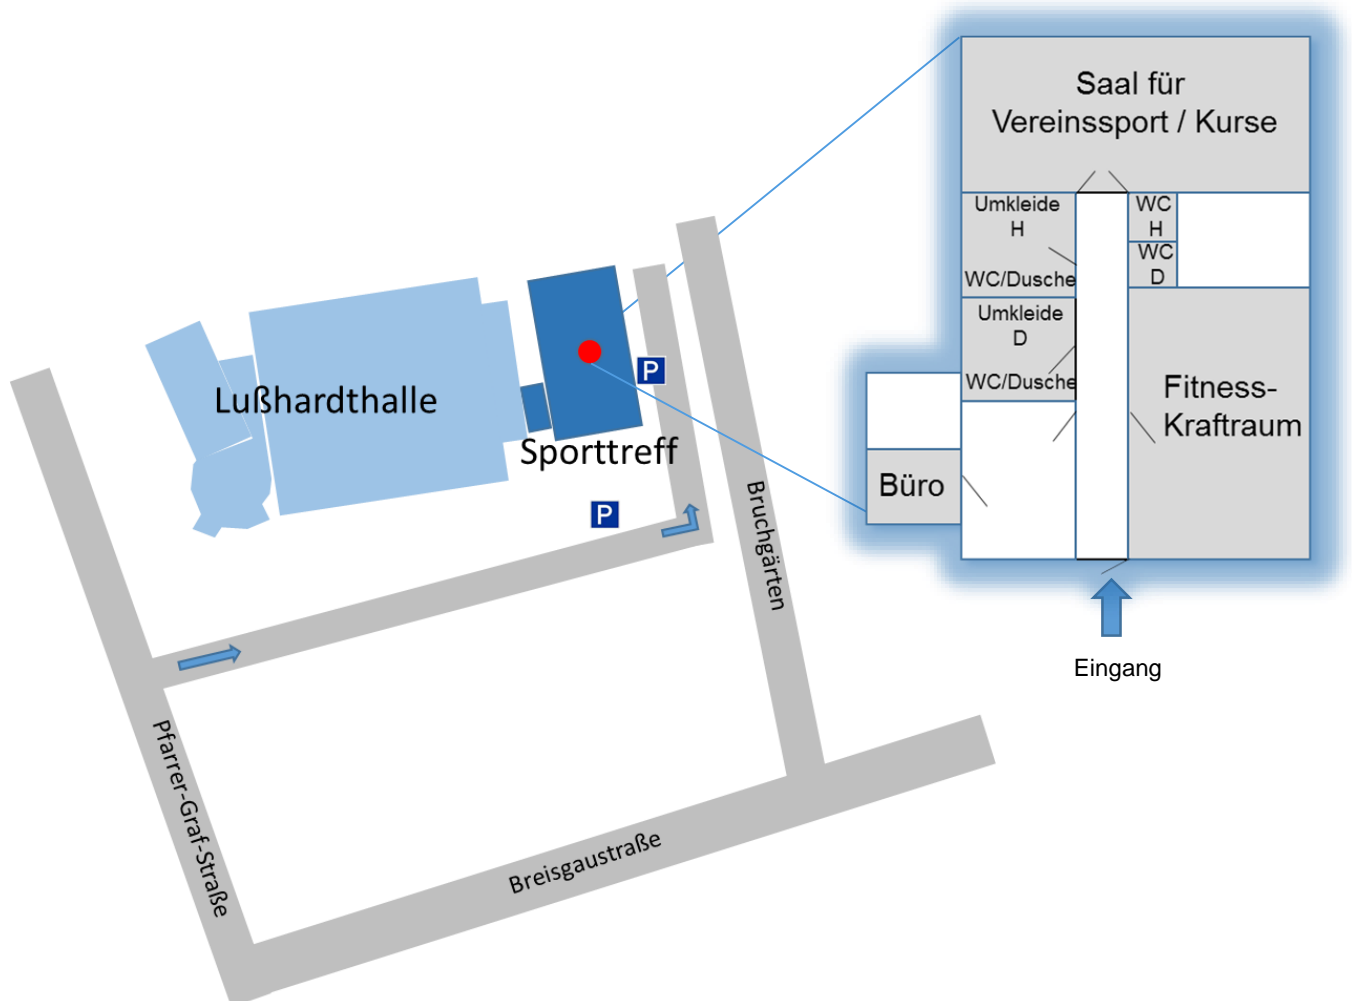 Saal für
Vereinssport / Kurse
Umkleide
H
WC/Dusche
WC
H
WC
D
Umkleide
D
WC/Dusche
Fitness-
Kraftraum
Büro
Eingang
Lußhardthalle
Sporttreff
P
P
Bruchgärten
Pfarrer-Graf-Straße
Breisgaustraße